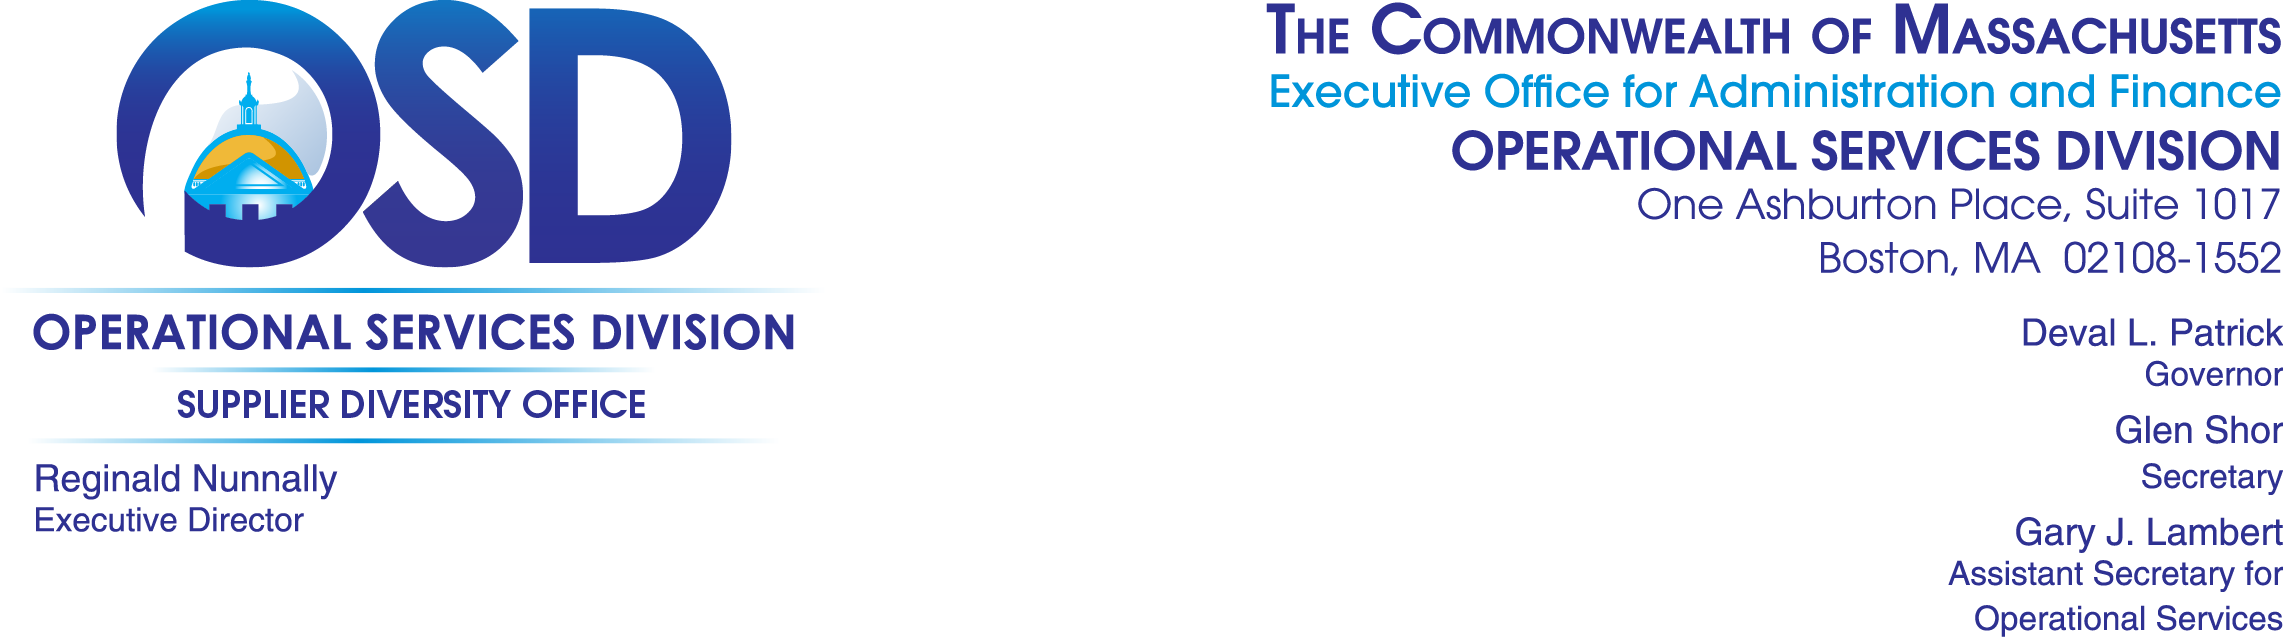 OSD
OPERATIONAL SERVICES DIVISION
SUPPLIER DIVERSITY OFFICE
Reginald Nunnally
Executive Director
THE COMMONWEALTH OF MASSACHUSETTS
Executive Office for Administration and Finance
OPERATIONAL SERVICES DIVISION
One Ashburton Place, Suite 1017
Boston, MA  02108-1552
Deval L. Patrick
Governor
Glen Shor
Secretary
Gary J. Lambert
Assistant Secretary for
Operational Services